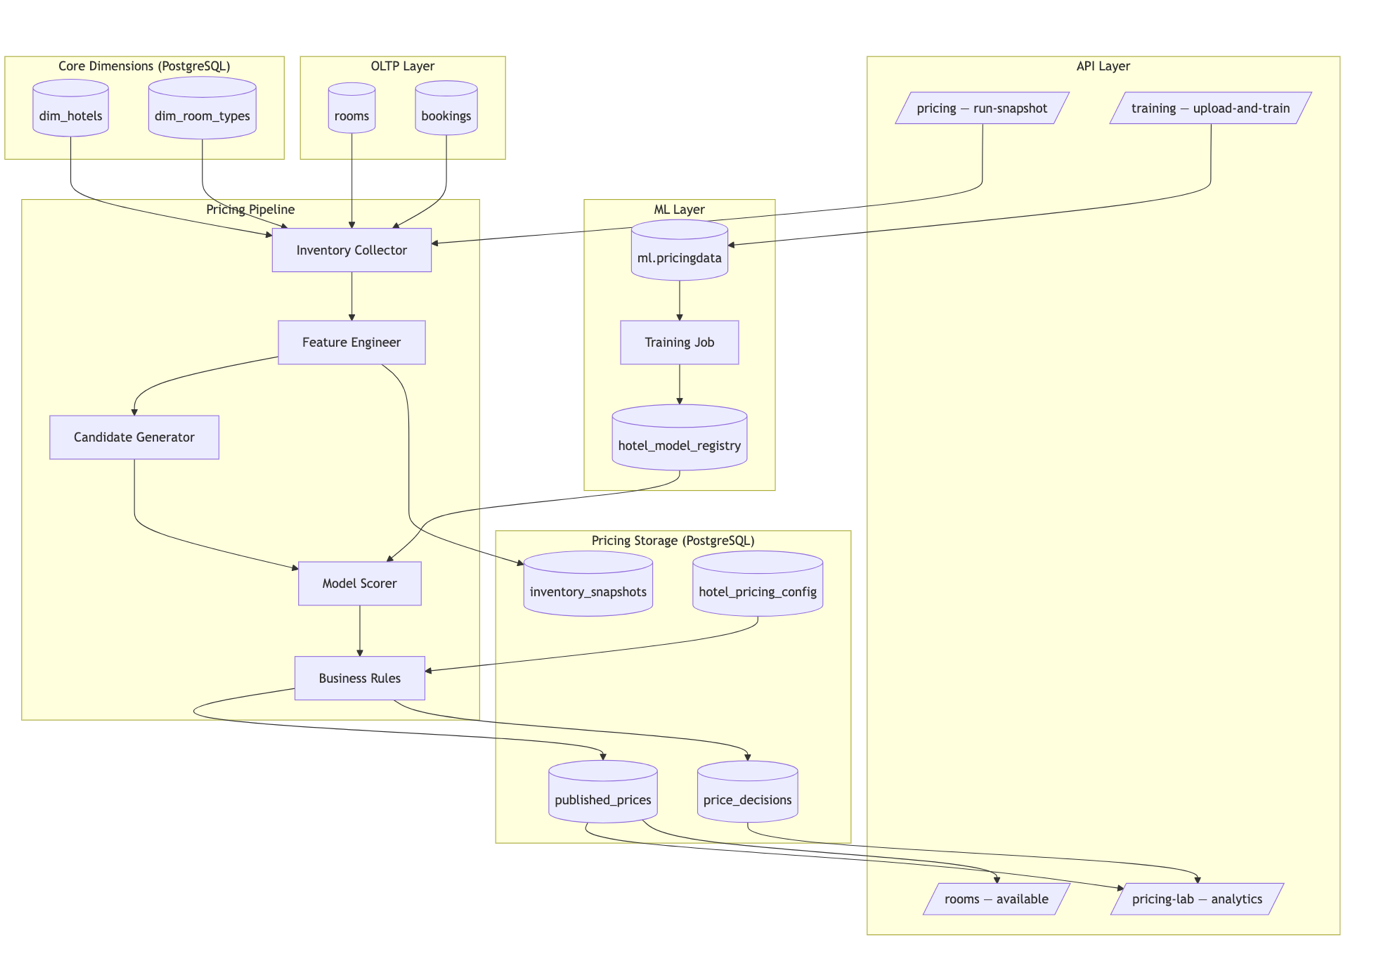 Core Dimensions (PostgreSQL)
dim_hotels
dim_room_types
OLTP Layer
rooms
bookings
API Layer
pricing — run-snapshot
training — upload-and-train
Pricing Pipeline
Inventory Collector
Feature Engineer
Candidate Generator
Model Scorer
Business Rules
ML Layer
ml.pricingdata
Training Job
hotel_model_registry
Pricing Storage (PostgreSQL)
inventory_snapshots
hotel_pricing_config
published_prices
price_decisions
rooms — available
pricing-lab — analytics